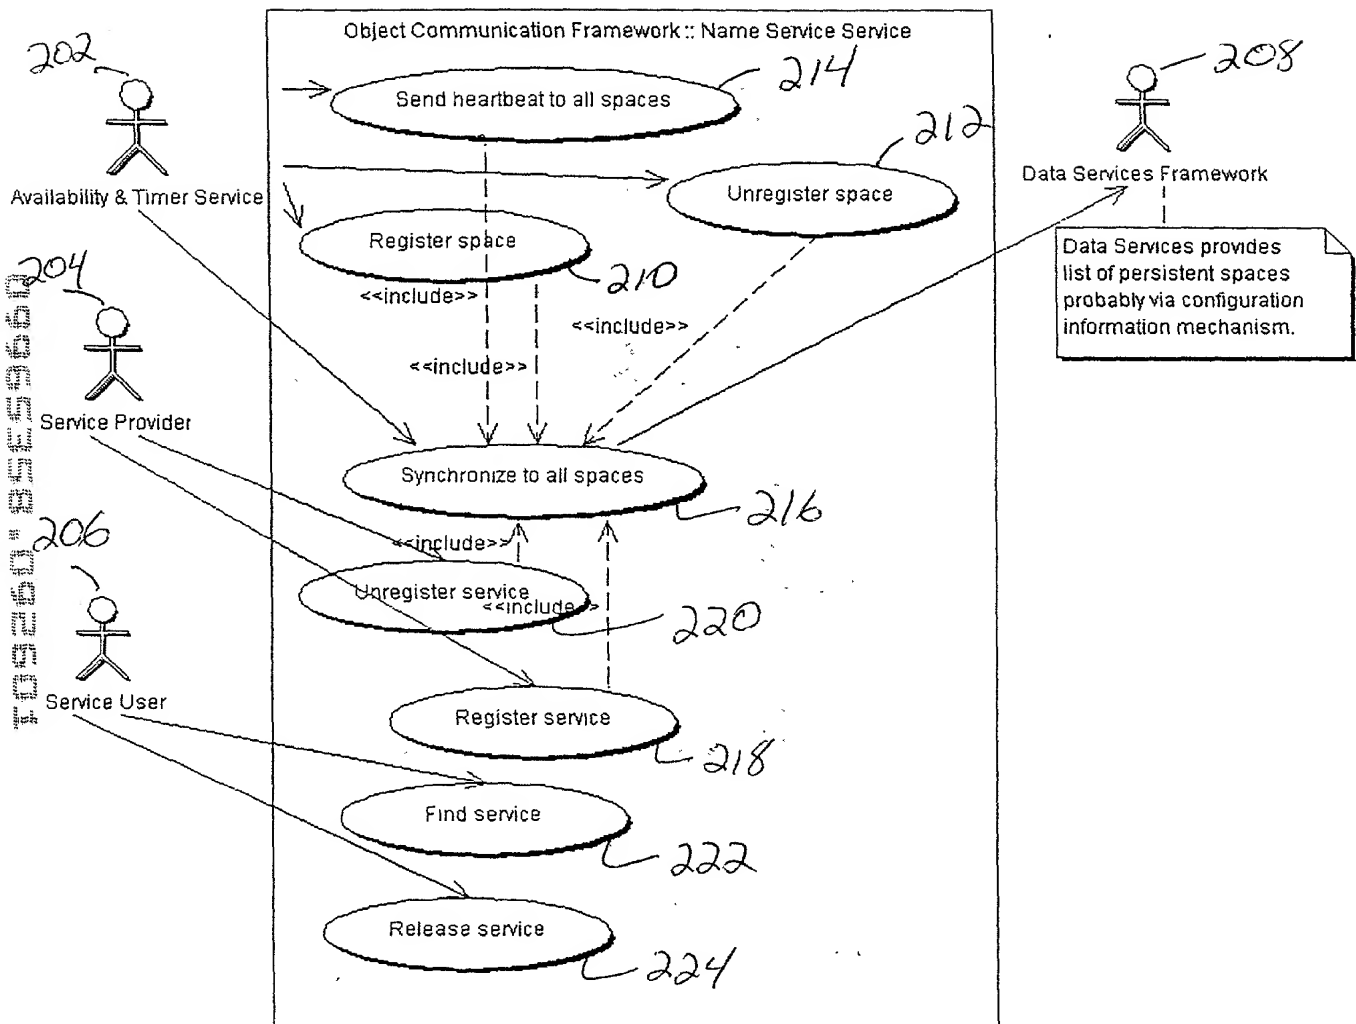 Object Communication Framework :: Name Service Service
202
214
208
Send heartbeat to all spaces
212
Availability & Timer Service
Unregister space
Data Services Framework
Register space
204
210
Data Services provides
list of persistent spaces
probably via configuration
information mechanism.
<<include>>
<<include>>
<<include>>
Service Provider
Synchronize to all spaces
216
206
<<include>>
Unregister service
<<include>>
220
Service User
Register service
218
Find service
222
Release service
224